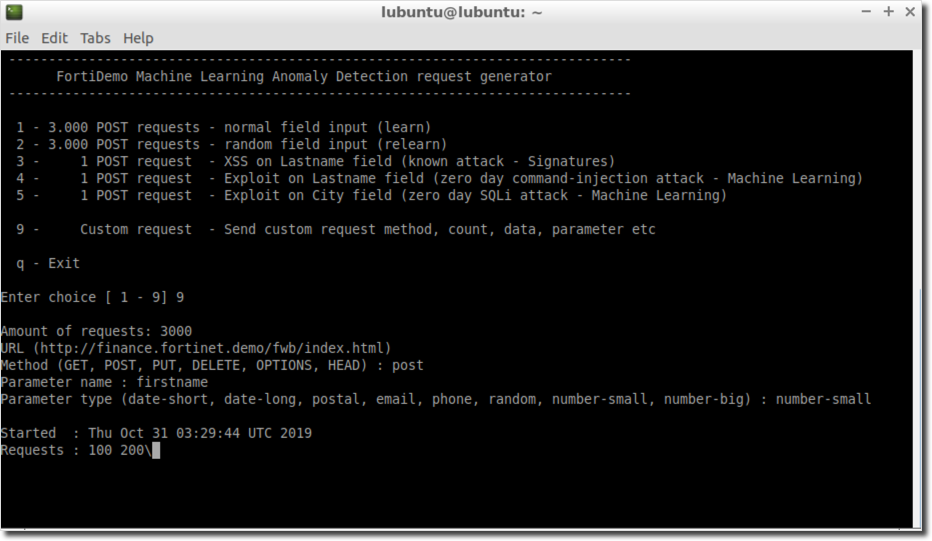 lubuntu@lubuntu: ~
File Edit Tabs Help
------------------------------------------------------------------------------
FortiDemo Machine Learning Anomaly Detection request generator
------------------------------------------------------------------------------
1 - 3.000 POST requests - normal field input (learn)
2 - 3.000 POST requests - random field input (relearn)
3 -     1 POST request  - XSS on Lastname field (known attack - Signatures)
4 -     1 POST request  - Exploit on Lastname field (zero day command-injection attack - Machine Learning)
5 -     1 POST request  - Exploit on City field (zero day SQLi attack - Machine Learning)
9 -     Custom request  - Send custom request method, count, data, parameter etc
q - Exit
Enter choice [ 1 - 9] 9
Amount of requests: 3000
URL (http://finance.fortinet.demo/fwb/index.html)
Method (GET, POST, PUT, DELETE, OPTIONS, HEAD) : post
Parameter name : firstname
Parameter type (date-short, date-long, postal, email, phone, random, number-small, number-big) : number-small
Started  : Thu Oct 31 03:29:44 UTC 2019
Requests : 100 200\